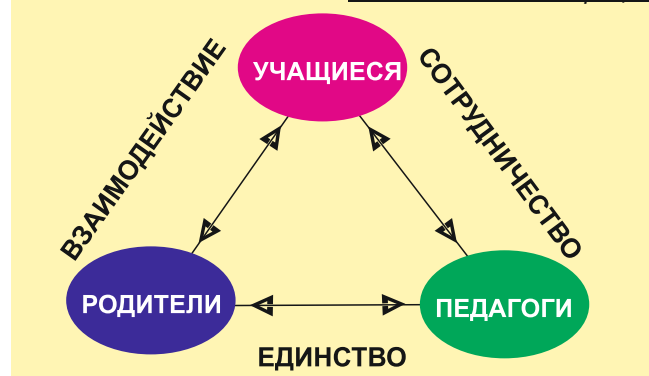 УЧАЩИЕСЯ
ВЗАИМОДЕЙСТВИЕ
СОТРУДНИЧЕСТВО
РОДИТЕЛИ
ПЕДАГОГИ
ЕДИНСТВО